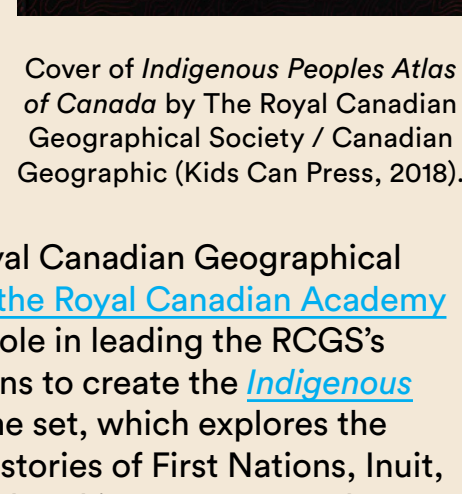 Cover of Indigenous Peoples Atlas
of Canada by The Royal Canadian
Geographical Society / Canadian
Geographic (Kids Can Press, 2018).
yal Canadian Geographical
the Royal Canadian Academy
ole in leading the RCGS’s
ns to create the Indigenous
ne set, which explores the
stories of First Nations, Inuit,